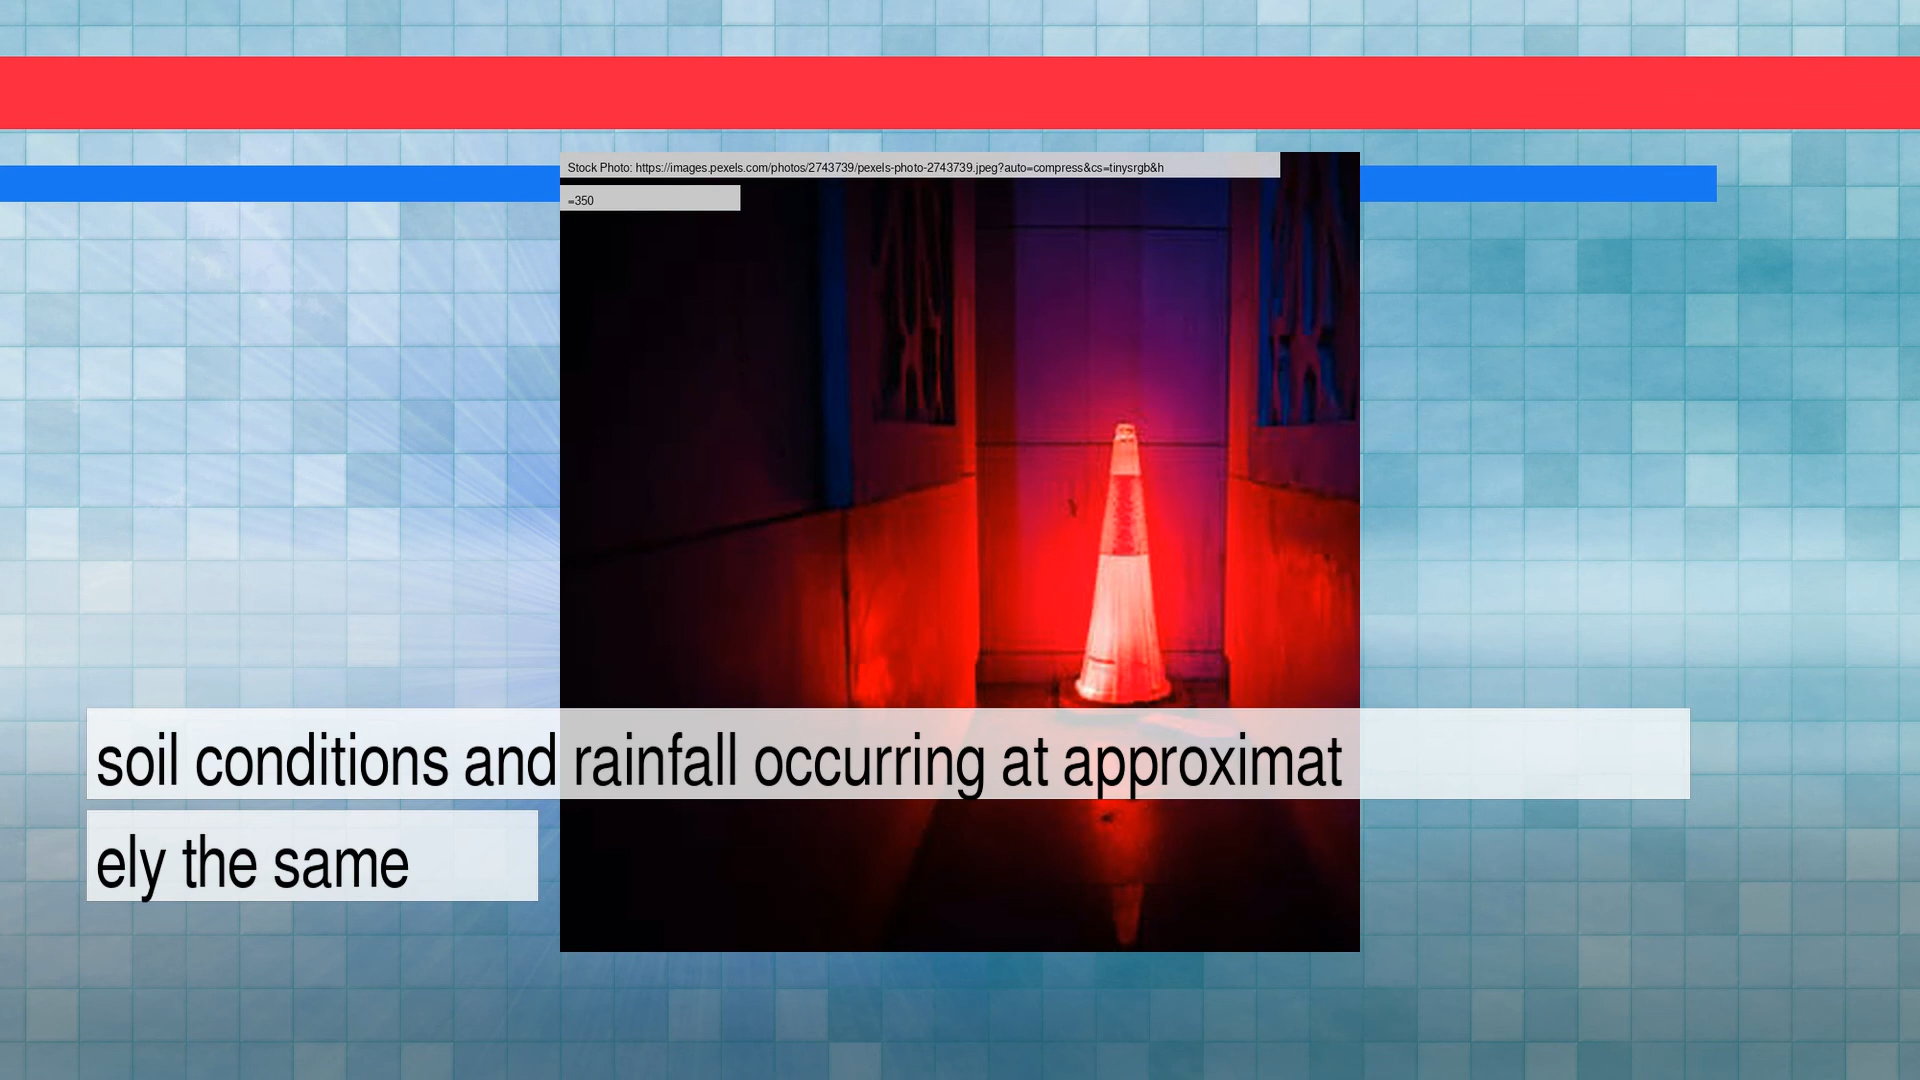 Stock Photo: https://images.pexels.com/photos/2743739/pexels-photo-2743739.jpeg?auto=compress&cs=tinysrgb&h
=350
soil conditions and rainfall occurring at approximat
ely the same